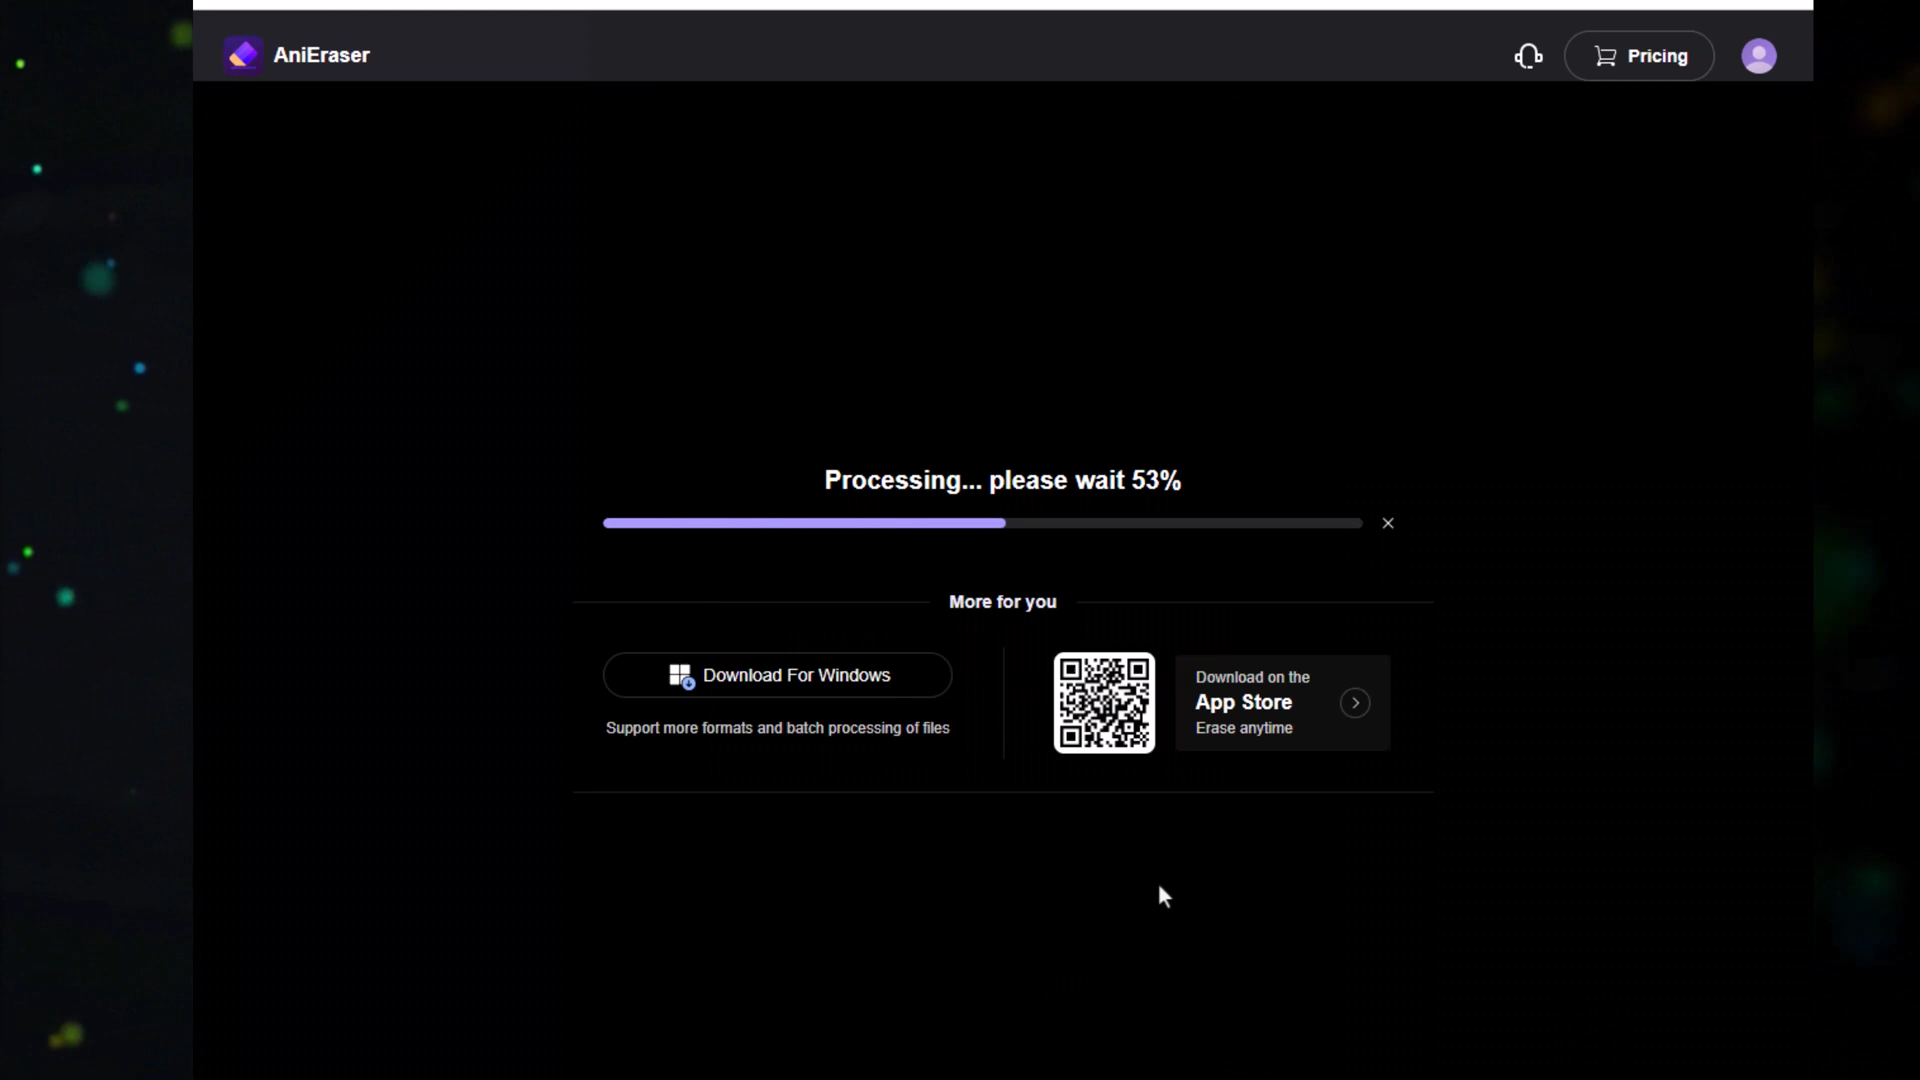 AniEraser
Pricing
Processing... please wait 53%
More for you
Download For Windows
Support more formats and batch processing of files
Download on the
App Store
Erase anytime